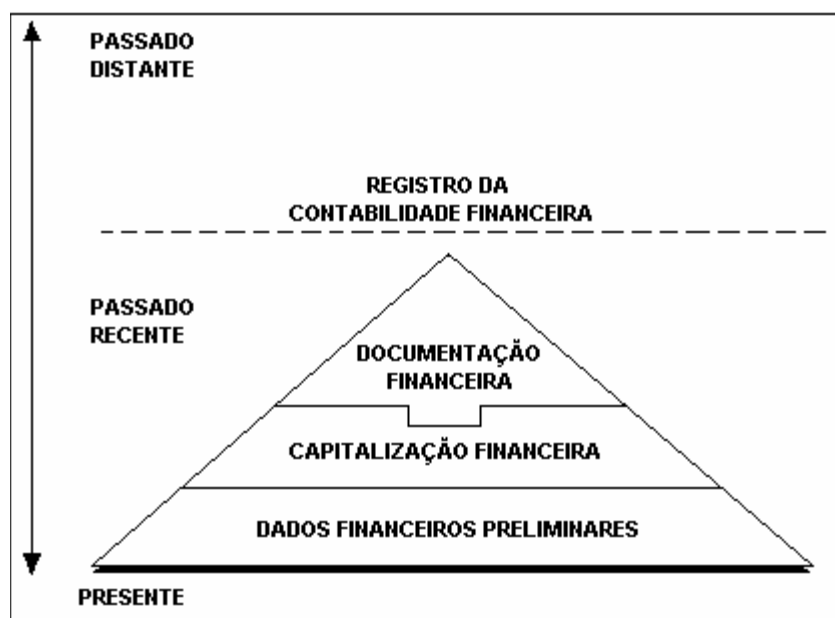 PASSADO
DISTANTE
REGISTRO DA
CONTABILIDADE FINANCEIRA
PASSADO
RECENTE
DOCUMENTAÇÃO
FINANCEIRA
CAPITALIZAÇÃO FINANCEIRA
DADOS FINANCEIROS PRELIMINARES
PRESENTE